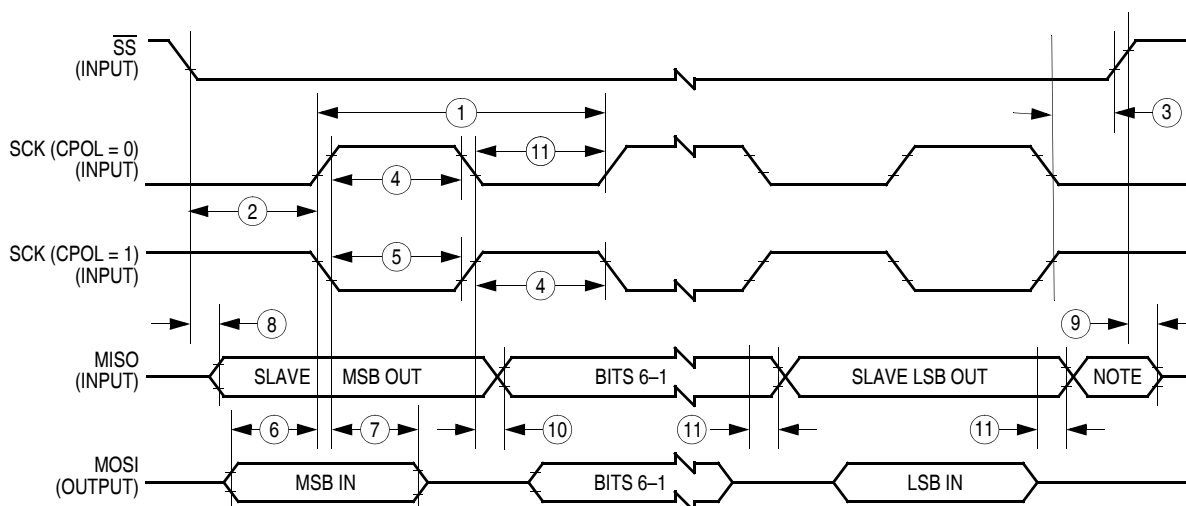 SS
(INPUT)
1
3
SCK (CPOL = 0)
(INPUT)
11
4
2
SCK (CPOL = 1)
(INPUT)
5
4
8
9
MISO
(INPUT)
SLAVE MSB OUT
BITS 6–1
SLAVE LSB OUT
NOTE
6
7
10
11
11
MOSI
(OUTPUT)
MSB IN
BITS 6–1
LSB IN